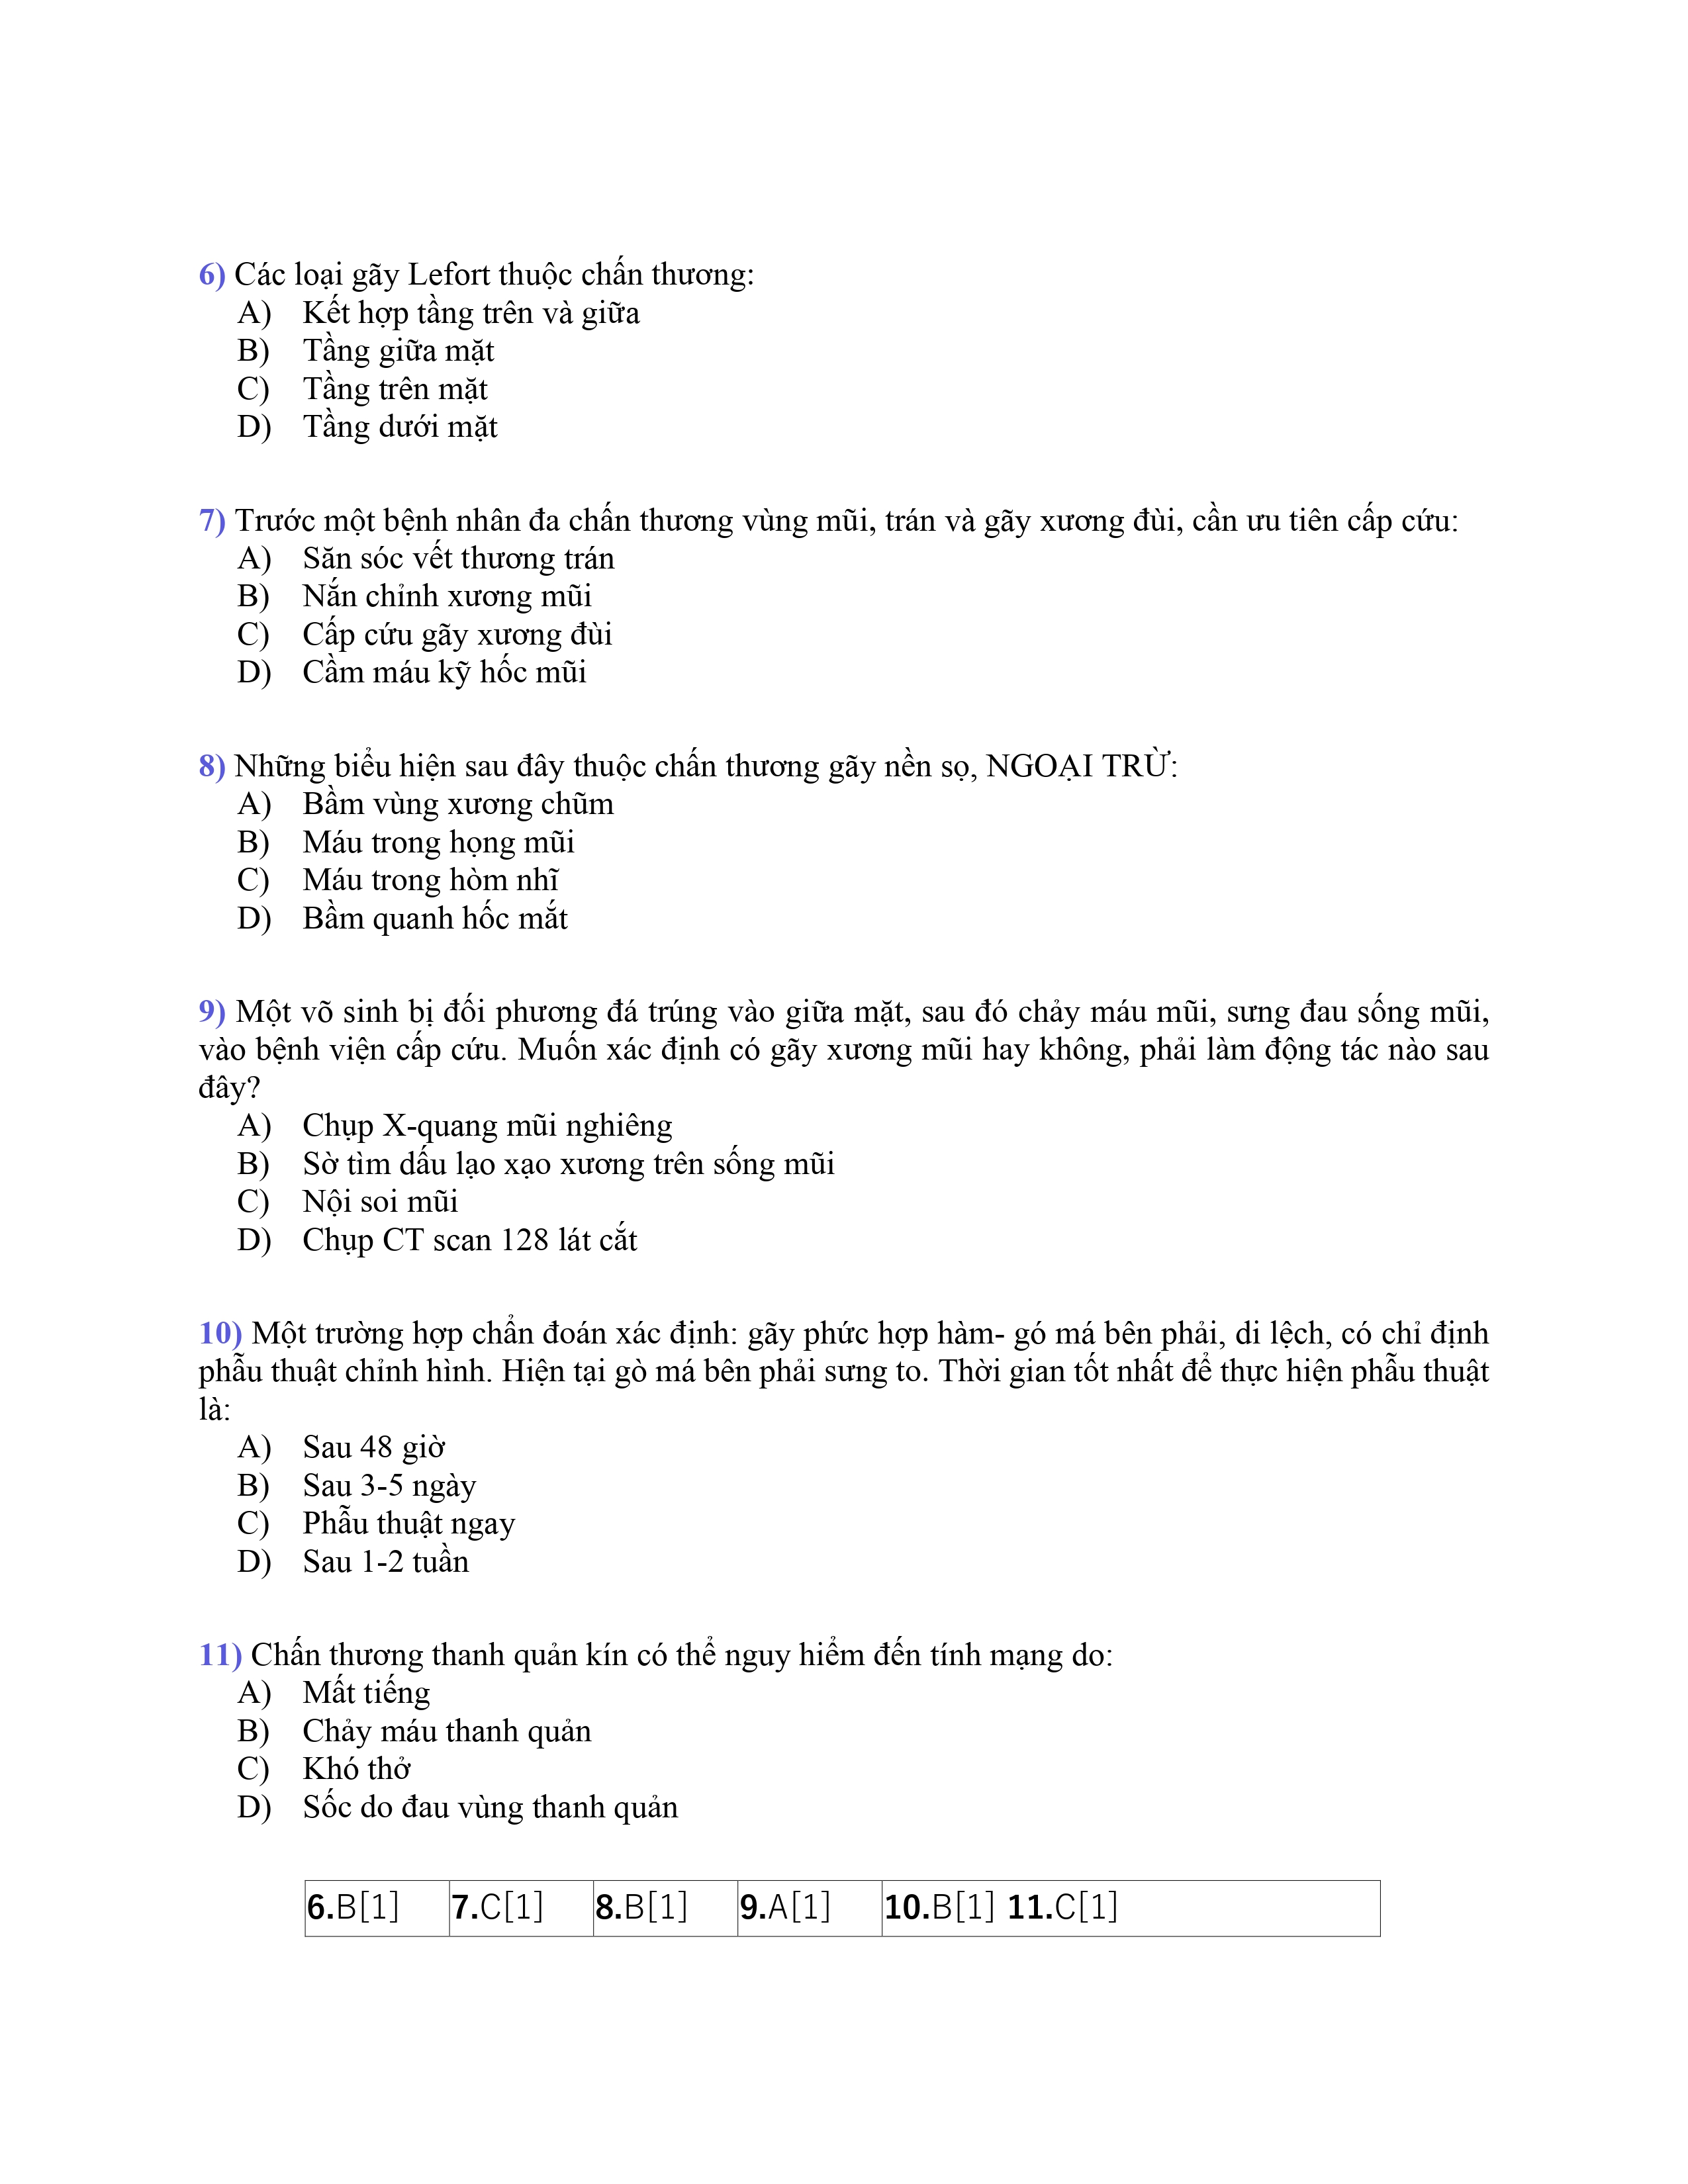 6) Các loại gãy Lefort thuộc chấn thương:
A) Kết hợp tầng trên và giữa
B) Tầng giữa mặt
C) Tầng trên mặt
D) Tầng dưới mặt
7) Trước một bệnh nhân đa chấn thương vùng mũi, trán và gãy xương đùi, cần ưu tiên cấp cứu:
A) Săn sóc vết thương trán
B) Nắn chỉnh xương mũi
C) Cấp cứu gãy xương đùi
D) Cầm máu kỹ hốc mũi
8) Những biểu hiện sau đây thuộc chấn thương gãy nền sọ, NGOẠI TRỪ:
A) Bầm vùng xương chũm
B) Máu trong họng mũi
C) Máu trong hòm nhĩ
D) Bầm quanh hốc mắt
9) Một võ sinh bị đối phương đá trúng vào giữa mặt, sau đó chảy máu mũi, sưng đau sống mũi,
vào bệnh viện cấp cứu. Muốn xác định có gãy xương mũi hay không, phải làm động tác nào sau
đây?
A) Chụp X-quang mũi nghiêng
B) Sờ tìm dấu lạo xạo xương trên sống mũi
C) Nội soi mũi
D) Chụp CT scan 128 lát cắt
10) Một trường hợp chẩn đoán xác định: gãy phức hợp hàm- gó má bên phải, di lệch, có chỉ định
phẫu thuật chỉnh hình. Hiện tại gò má bên phải sưng to. Thời gian tốt nhất để thực hiện phẫu thuật
là:
A) Sau 48 giờ
B) Sau 3-5 ngày
C) Phẫu thuật ngay
D) Sau 1-2 tuần
11) Chấn thương thanh quản kín có thể nguy hiểm đến tính mạng do:
A) Mất tiếng
B) Chảy máu thanh quản
C) Khó thở
D) Sốc do đau vùng thanh quản
6.B[1] 7.C[1] 8.B[1] 9.A[1] 10.B[1] 11.C[1]